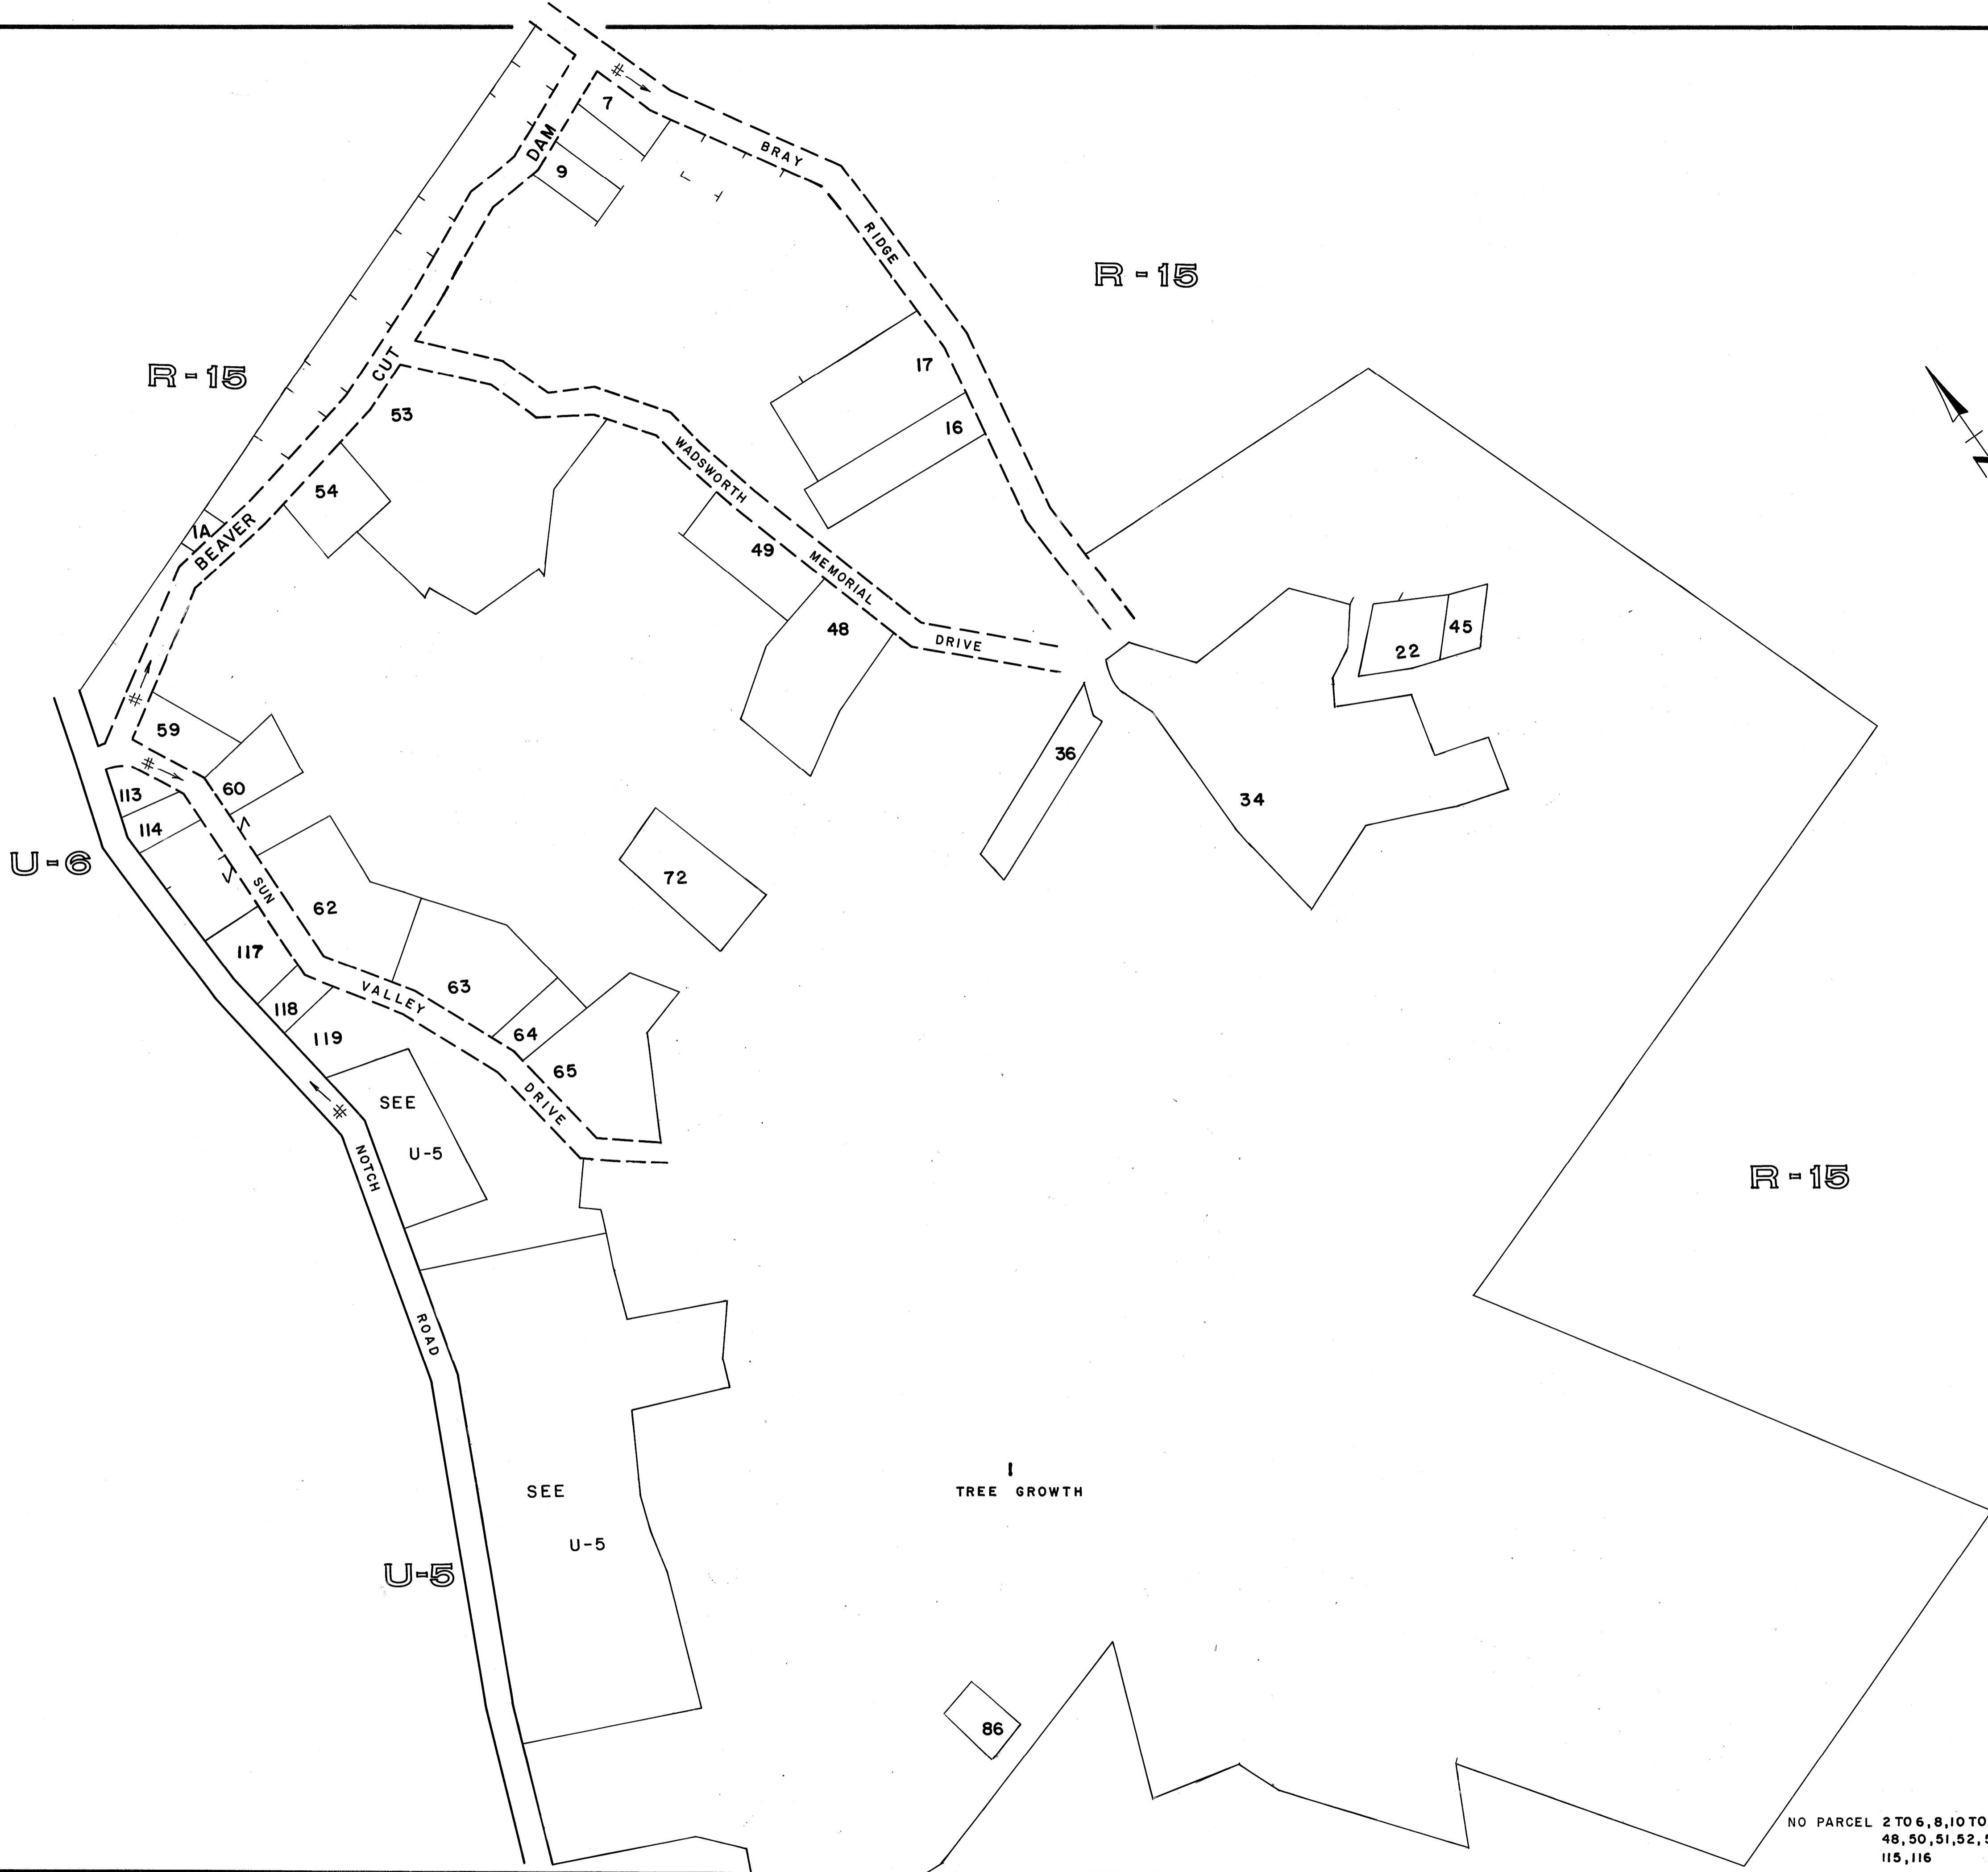 7
DAM
BRAY
9
RIDGE
R-15
R-15
17
CUT
53
16
WADSWORTH
54
1A
BEAVER
49
MEMORIAL
45
48
DRIVE
22
59
36
60
113
34
114
U-6
72
SUN
62
117
63
VALLEY
118
64
119
65
SEE
U-5
DRIVE
NOTCH
R-15
ROAD
1
TREE GROWTH
SEE
U-5
U-5
86
NO PARCEL 2 TO 6, 8, 10 TO
48, 50, 51, 52,
115, 116